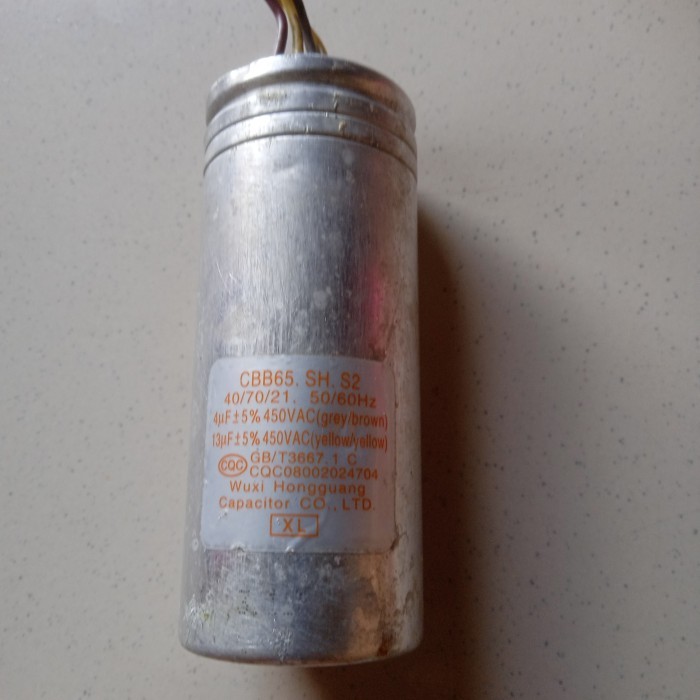 CBB65. SH. S2
40/70/21. 50/60Hz
4μF±5% 450VAC(grey/brown)
13μF±5% 450VAC(yellow/yellow)
CQC GB/T3667.1 C
CQC08002024704
Wuxi Hongguang
Capacitor CO., LTD.
XL